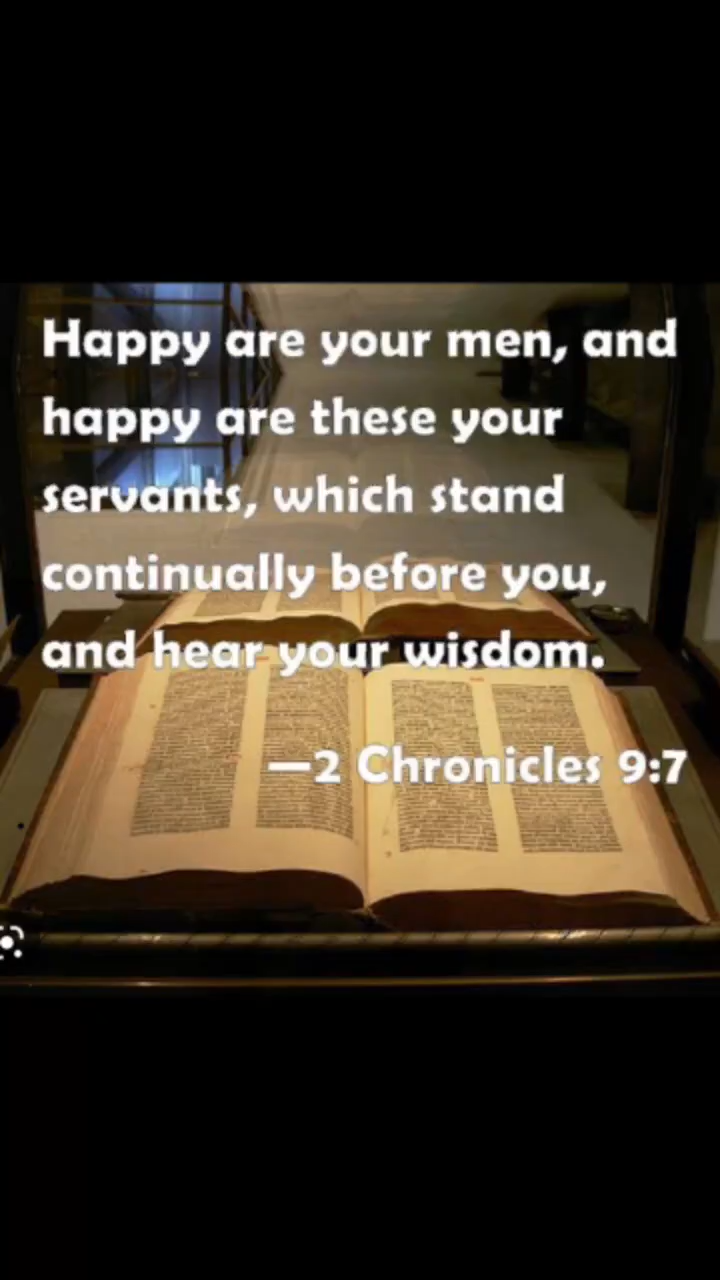 Happy are your men, and
happy are these your
servants, which stand
continually before you,
and hear your wisdom.
—2 Chronicles 9:7